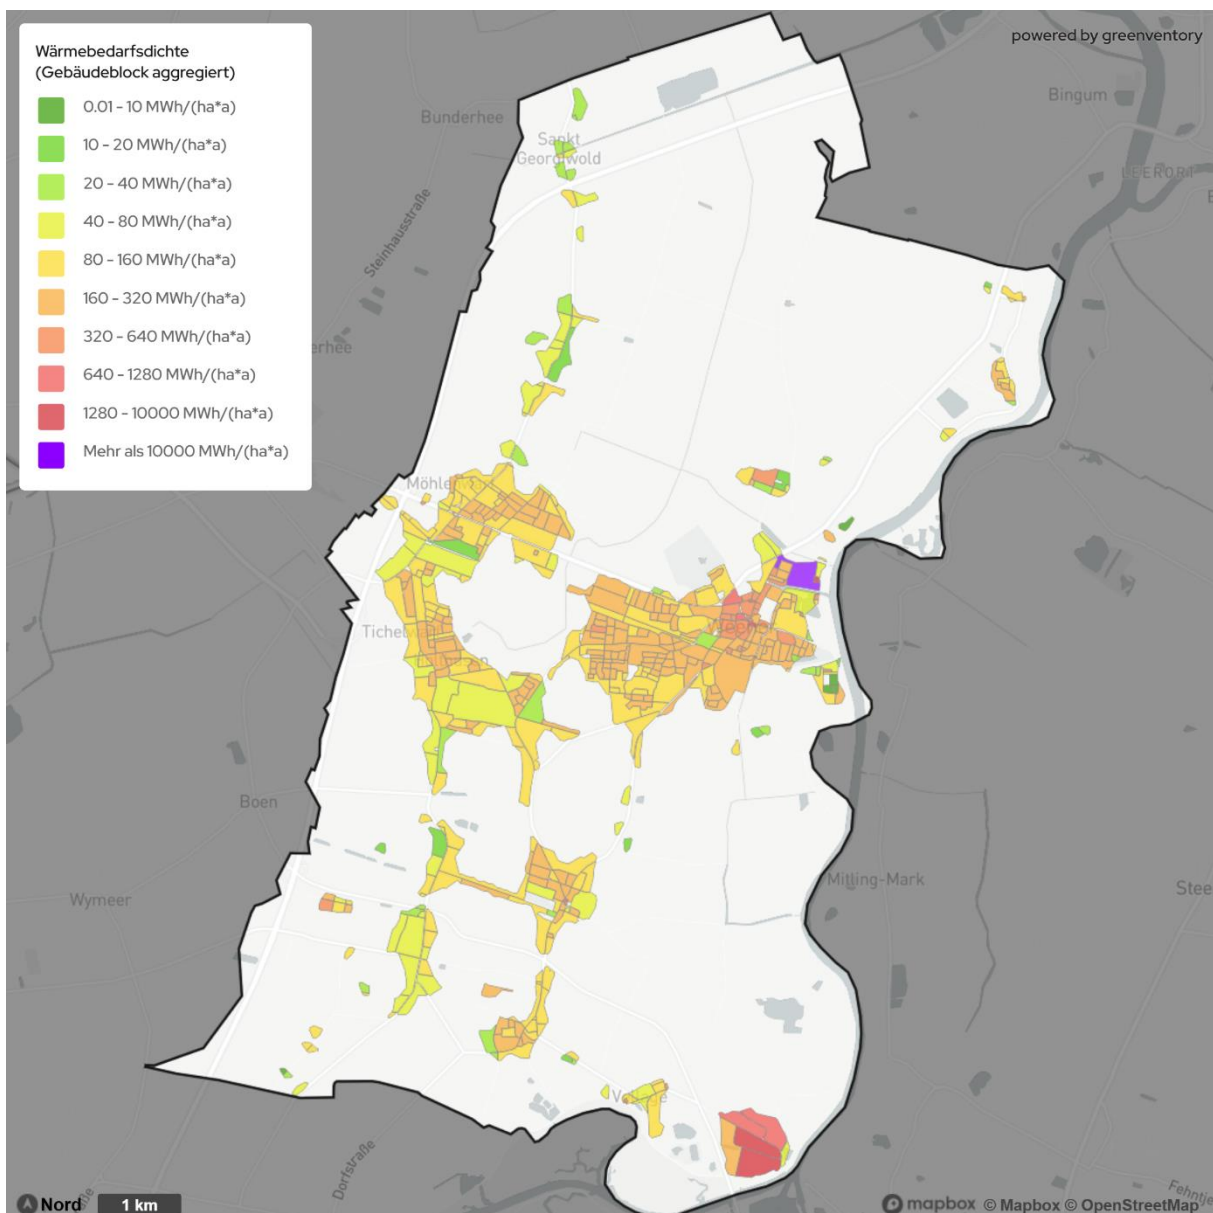 Wärmebedarfsdichte
(Gebäudeblock aggregiert)
0.01 - 10 MWh/(ha*a)
10 - 20 MWh/(ha*a)
20 - 40 MWh/(ha*a)
40 - 80 MWh/(ha*a)
80 - 160 MWh/(ha*a)
160 - 320 MWh/(ha*a)
320 - 640 MWh/(ha*a)
640 - 1280 MWh/(ha*a)
1280 - 10000 MWh/(ha*a)
Mehr als 10000 MWh/(ha*a)
powered by greenventory
Bingum
Bunderhee
Sankt
Georgiwold
LEERORT
Steinhausstraße
Boen
Mitling-Mark
Wymeer
Dorfstraße
Nord
1 km
mapbox © Mapbox © OpenStreetMap